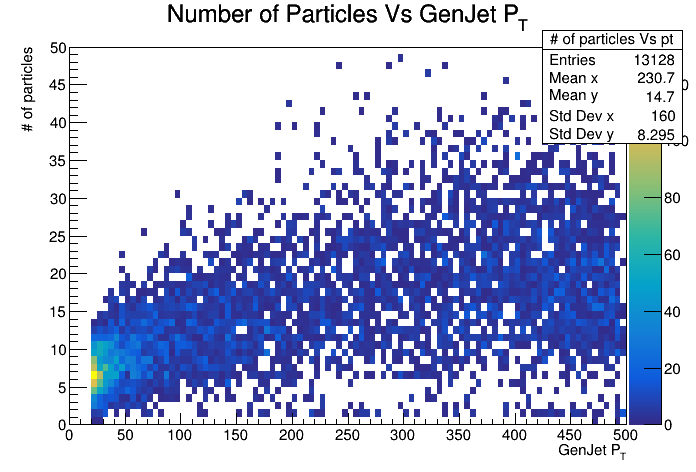 Number of Particles Vs GenJet P_T
# of particles Vs pt
Entries 13128
Mean x 230.7
Mean y 14.7
Std Dev x 160
Std Dev y 8.295
# of particles
50
45
40
35
30
25
20
15
10
5
0
0 50 100 150 200 250 300 350 400 450 500
GenJet P_T
80
60
40
20
0